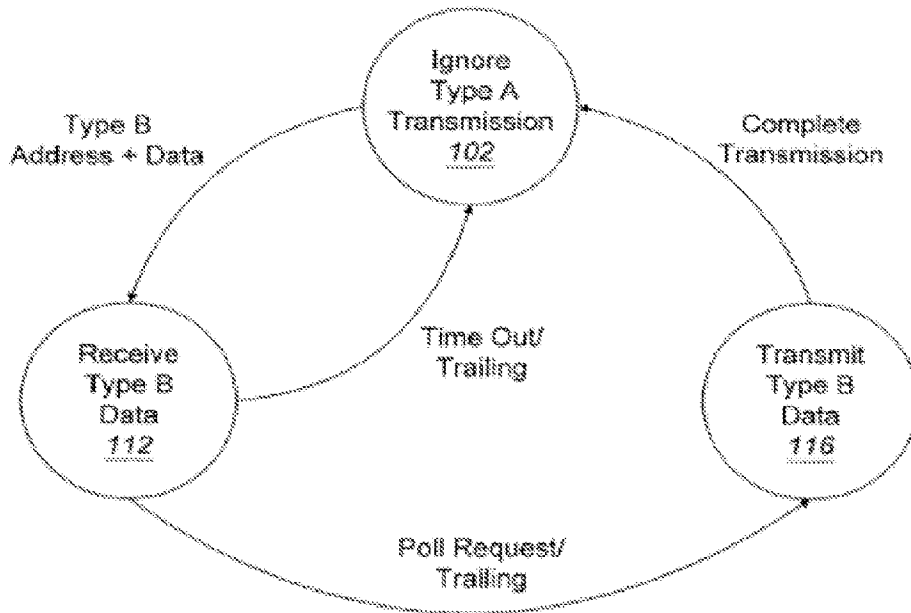 Ignore
Type A
Transmission
102
Type B
Address + Data
Complete
Transmission
Receive
Type B
Data
112
Time Out/
Trailing
Transmit
Type B
Data
116
Poll Request/
Trailing